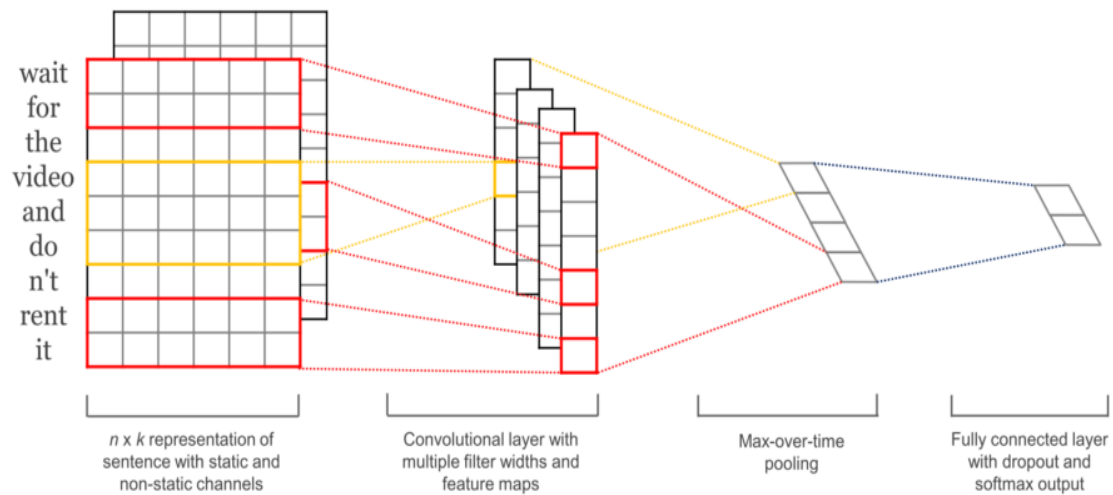 wait
for
the
video
and
do
n't
rent
it
n x k representation of
sentence with static and
non-static channels
Convolutional layer with
multiple filter widths and
feature maps
Max-over-time
pooling
Fully connected layer
with dropout and
softmax output